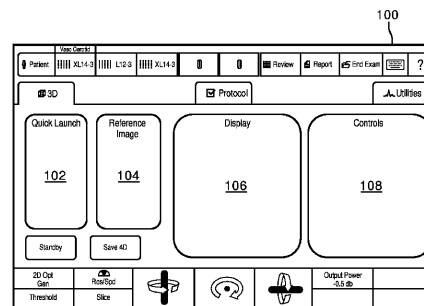 100
Vasc Carotid
Patient XL14-3 L12-3 XL14-3 0 0 Review Report End Exam ?
3D Protocol Utilities
Quick Launch Reference Image Display Controls
102 104 106 108
Standby Save 4D
2D Opt Gen Res/Spd Output Power -0.5 db
Threshold Slice